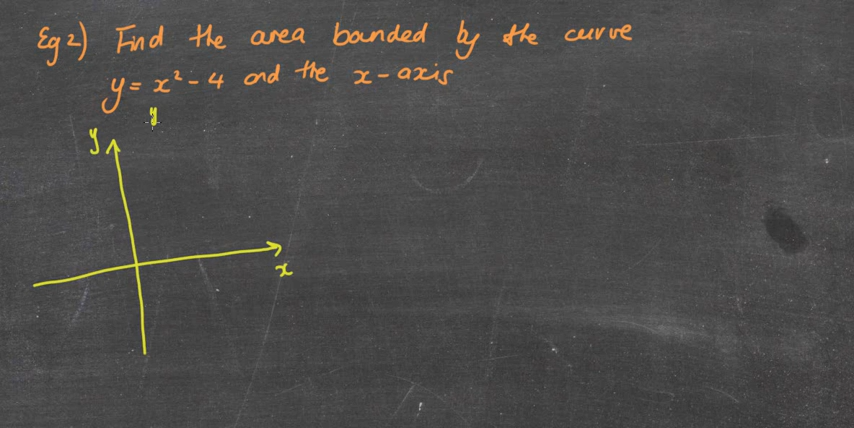 Eg 2) Find the area bounded by the curve
y = x² - 4 and the x-axis
y
y
x